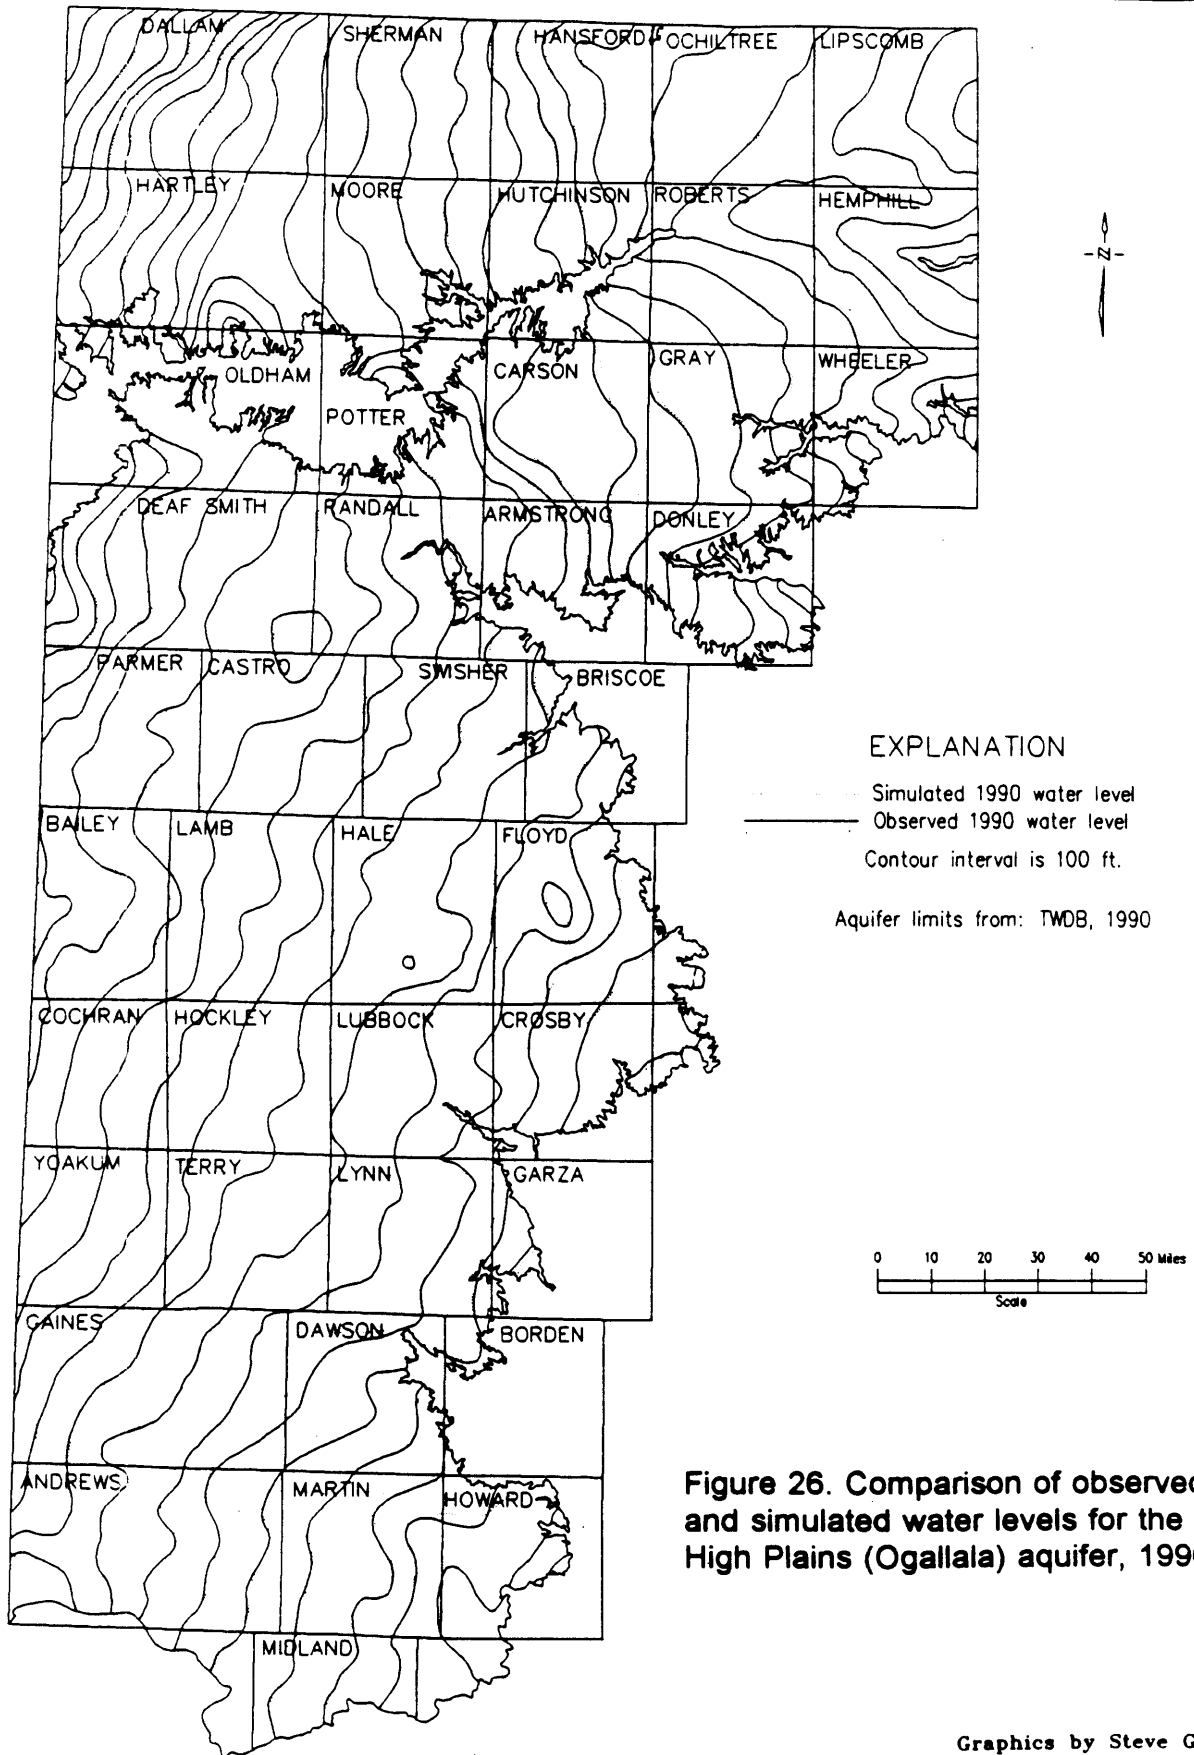 DALLAM SHERMAN HANSFORD OCHILTREE LIPSCOMB
HARTLEY MOORE HUTCHINSON ROBERTS HEMPHILL
-N-
OLDHAM CARSON GRAY WHEELER
POTTER
DEAF SMITH RANDALL ARMSTRONG DONLEY
PARMER CASTRO SWISHER BRISCOE
EXPLANATION
Simulated 1990 water level
Observed 1990 water level
Contour interval is 100 ft.
Aquifer limits from: TWDB, 1990
BAILEY LAMB HALE FLOYD
COCHRAN HOCKLEY LUBBOCK CROSBY
YOAKUM TERRY LYNN GARZA
0 10 20 30 40 50 Miles
Scale
GAINES DAWSON BORDEN
ANDREWS MARTIN HOWARD
MIDLAND
Figure 26. Comparison of observed
and simulated water levels for the
High Plains (Ogallala) aquifer, 199
Graphics by Steve G